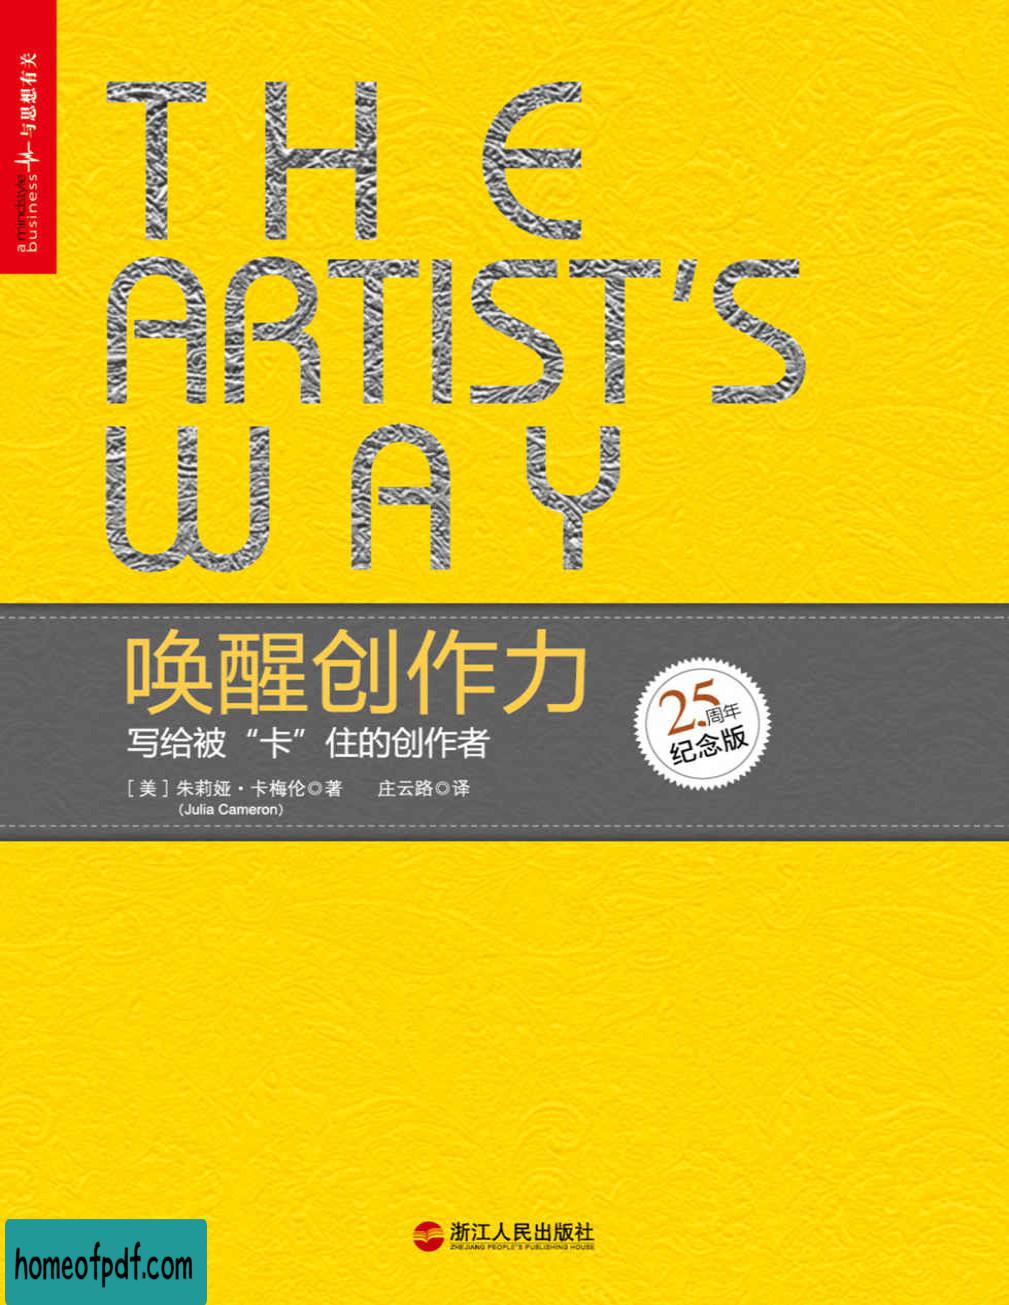 a mindstyle business 与思想有关
THE
ARTIST'S
WAY
唤醒创作力
写给被“卡”住的创作者
[美]朱莉娅·卡梅伦◎著 庄云路◎译
(Julia Cameron)
25周年
纪念版
浙江人民出版社
ZHEJIANG PEOPLE'S PUBLISHING HOUSE
homeofpdf.com